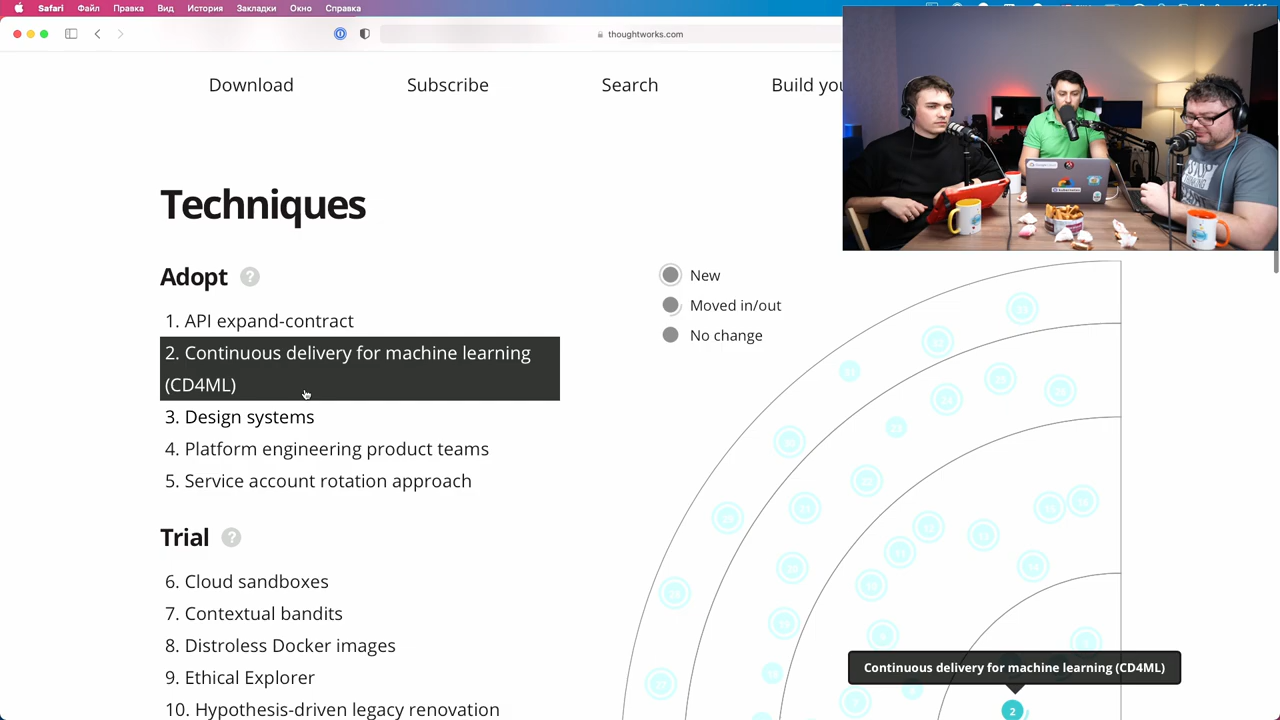 Safari Файл Правка Вид История Закладки Окно Справка
thoughtworks.com
Download Subscribe Search Build you
Techniques
Adopt ?
1. API expand-contract
2. Continuous delivery for machine learning
(CD4ML)
3. Design systems
4. Platform engineering product teams
5. Service account rotation approach
Trial ?
6. Cloud sandboxes
7. Contextual bandits
8. Distroless Docker images
9. Ethical Explorer
10. Hypothesis-driven legacy renovation
New
Moved in/out
No change
Continuous delivery for machine learning (CD4ML)
2